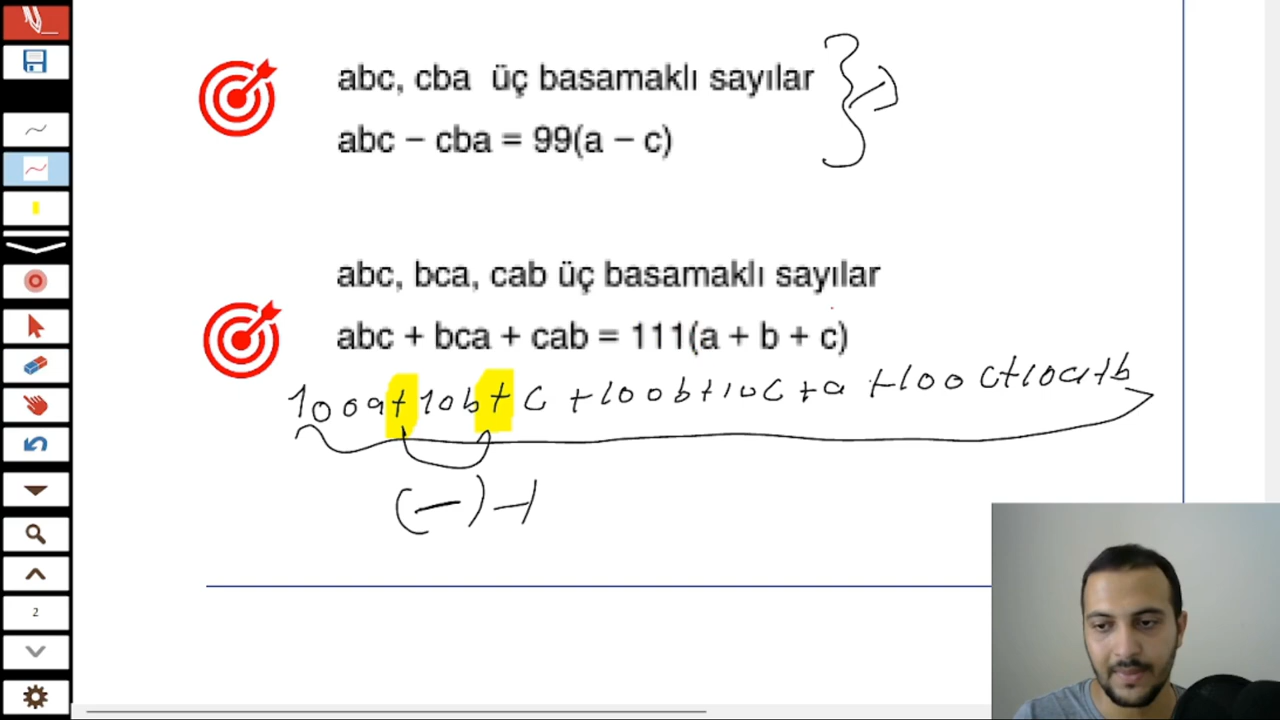 abc, cba üç basamaklı sayılar
abc − cba = 99(a − c)
abc, bca, cab üç basamaklı sayılar
abc + bca + cab = 111(a + b + c)
100a+10b+c+100b+10c+a+100c+10a+b
(−)
2